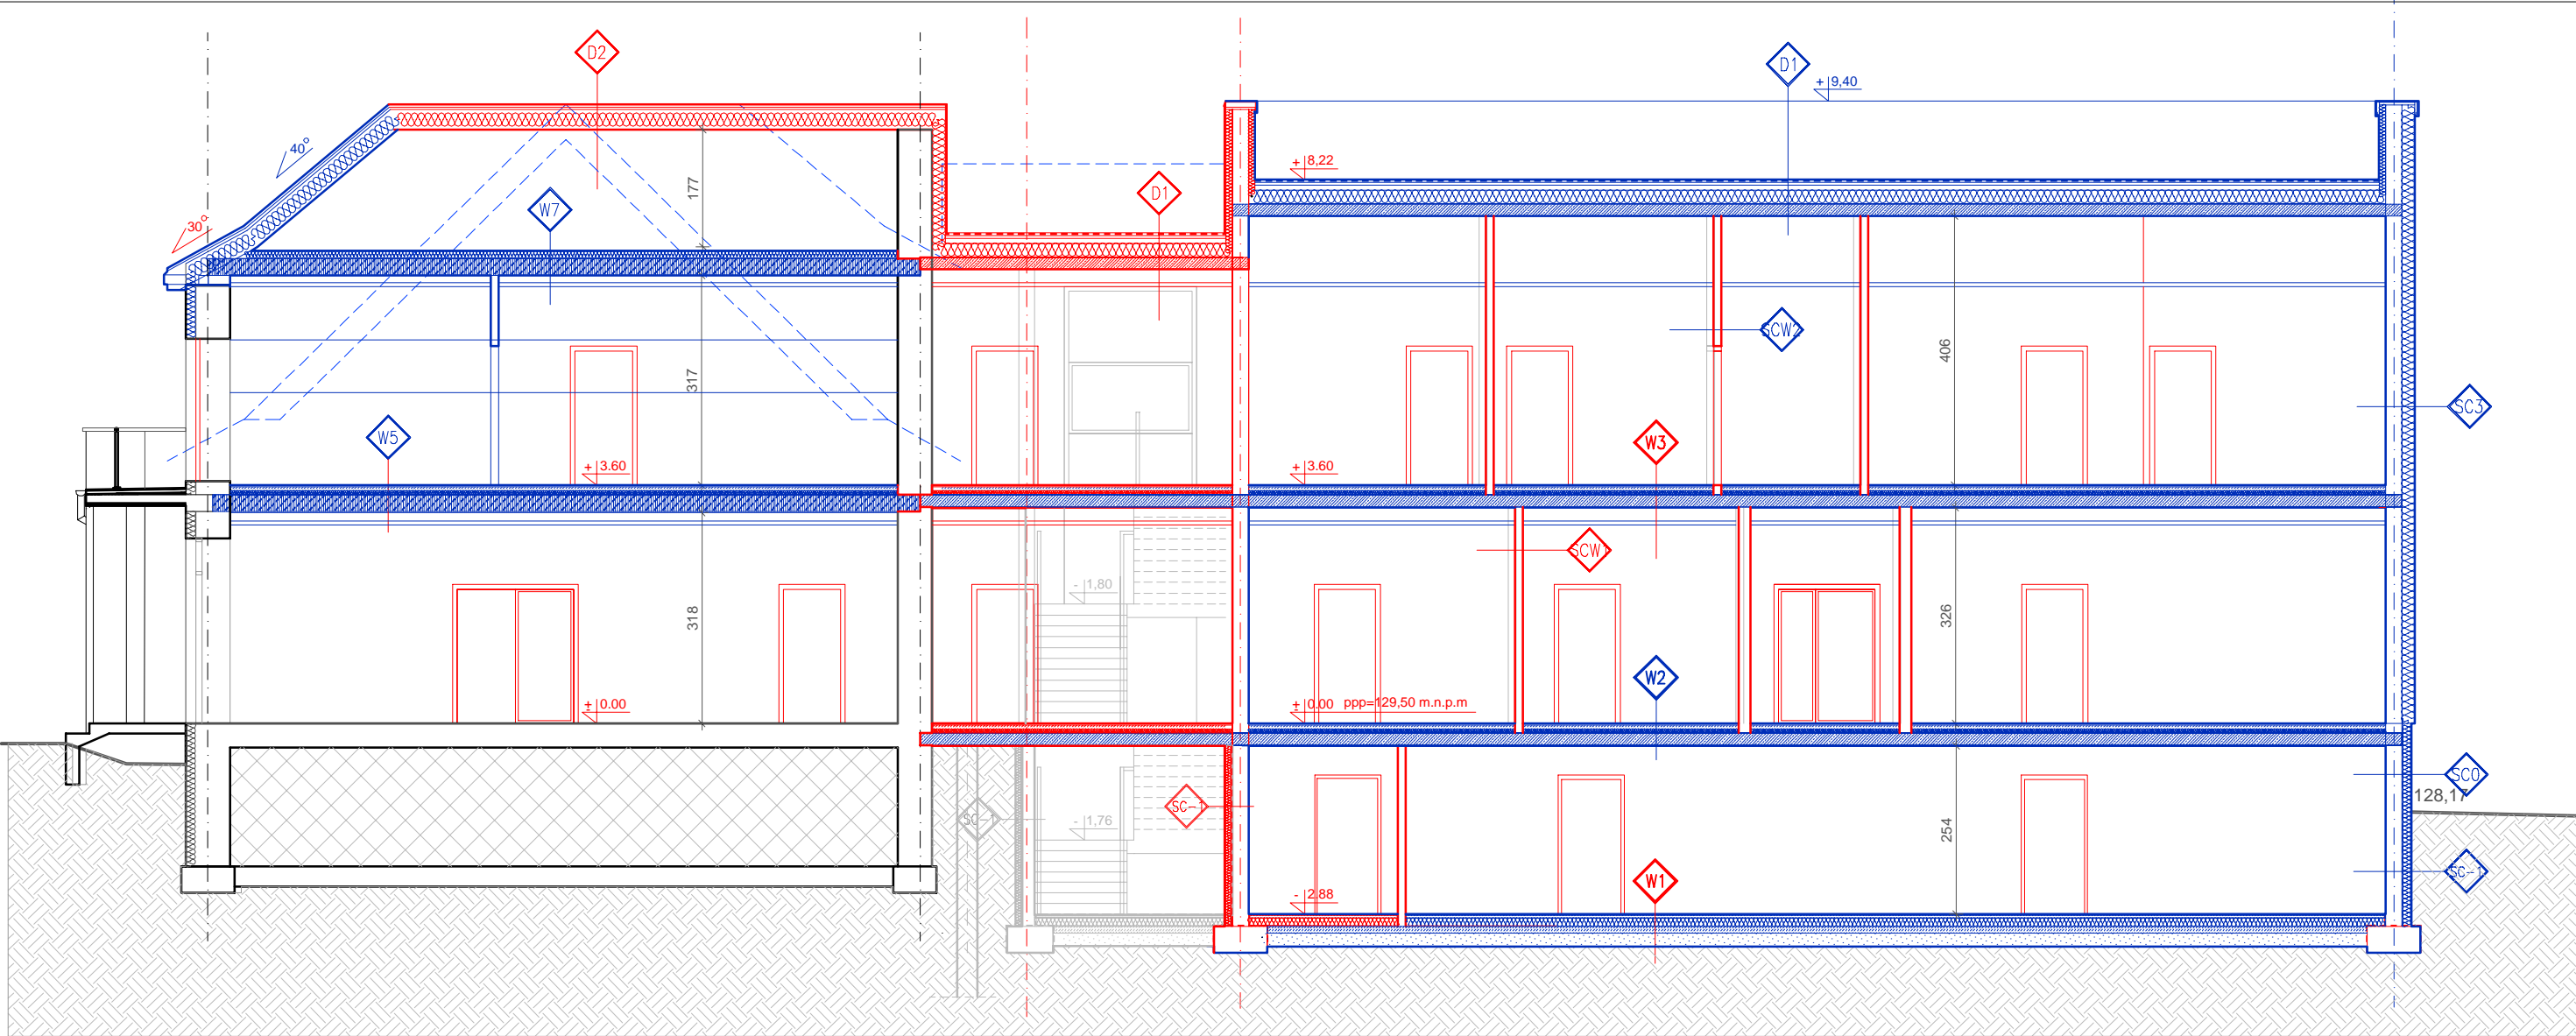 D2
D1
+ 9,40
40°
+ 8,22
177
D1
W7
30°
SCW2
406
317
SC3
W5
W3
+ 3.60
+ 3.60
SCW1
- 1,80
318
326
W2
± 0.00
± 0.00 ppp=129,50 m.n.p.m
SC0
128,17
SC-1
SC-1
- 1,76
254
SC-1
W1
- 2.88